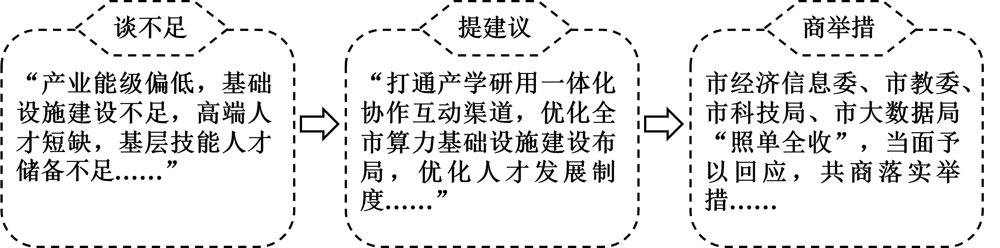 谈不足
“产业能级偏低，基础
设施建设不足，高端人
才短缺，基层技能人才
储备不足……”
提建议
“打通产学研用一体化
协作互动渠道，优化全
市算力基础设施建设布
局，优化人才发展制
度……”
商举措
市经济信息委、市教委、
市科技局、市大数据局
“照单全收”，当面予
以回应，共商落实举
措……